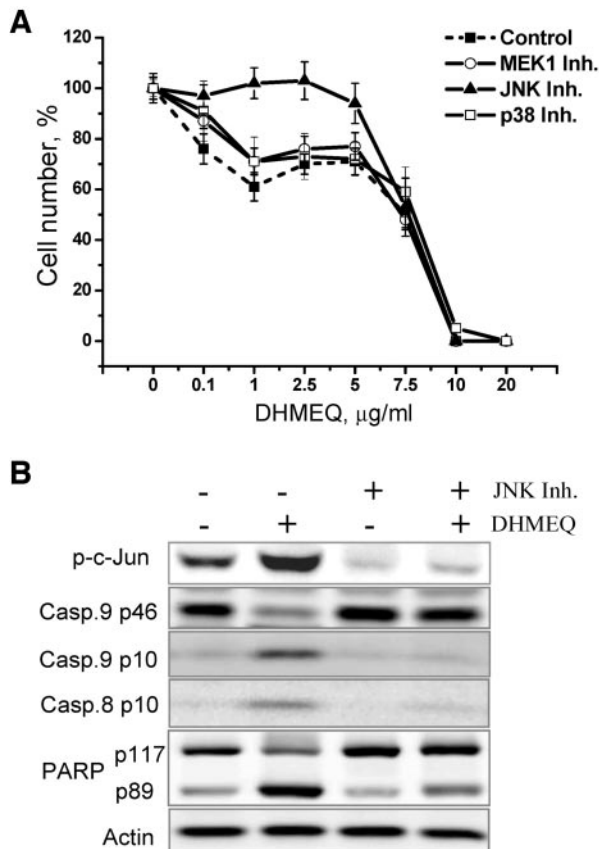 A
Control
MEK1 Inh.
JNK Inh.
p38 Inh.
Cell number, %
120
100
80
60
40
20
0
0 0.1 1 2.5 5 7.5 10 20
DHMEQ, μg/ml
B
- - + + JNK Inh.
- + - + DHMEQ
p-c-Jun
Casp.9 p46
Casp.9 p10
Casp.8 p10
PARP p117
p89
Actin